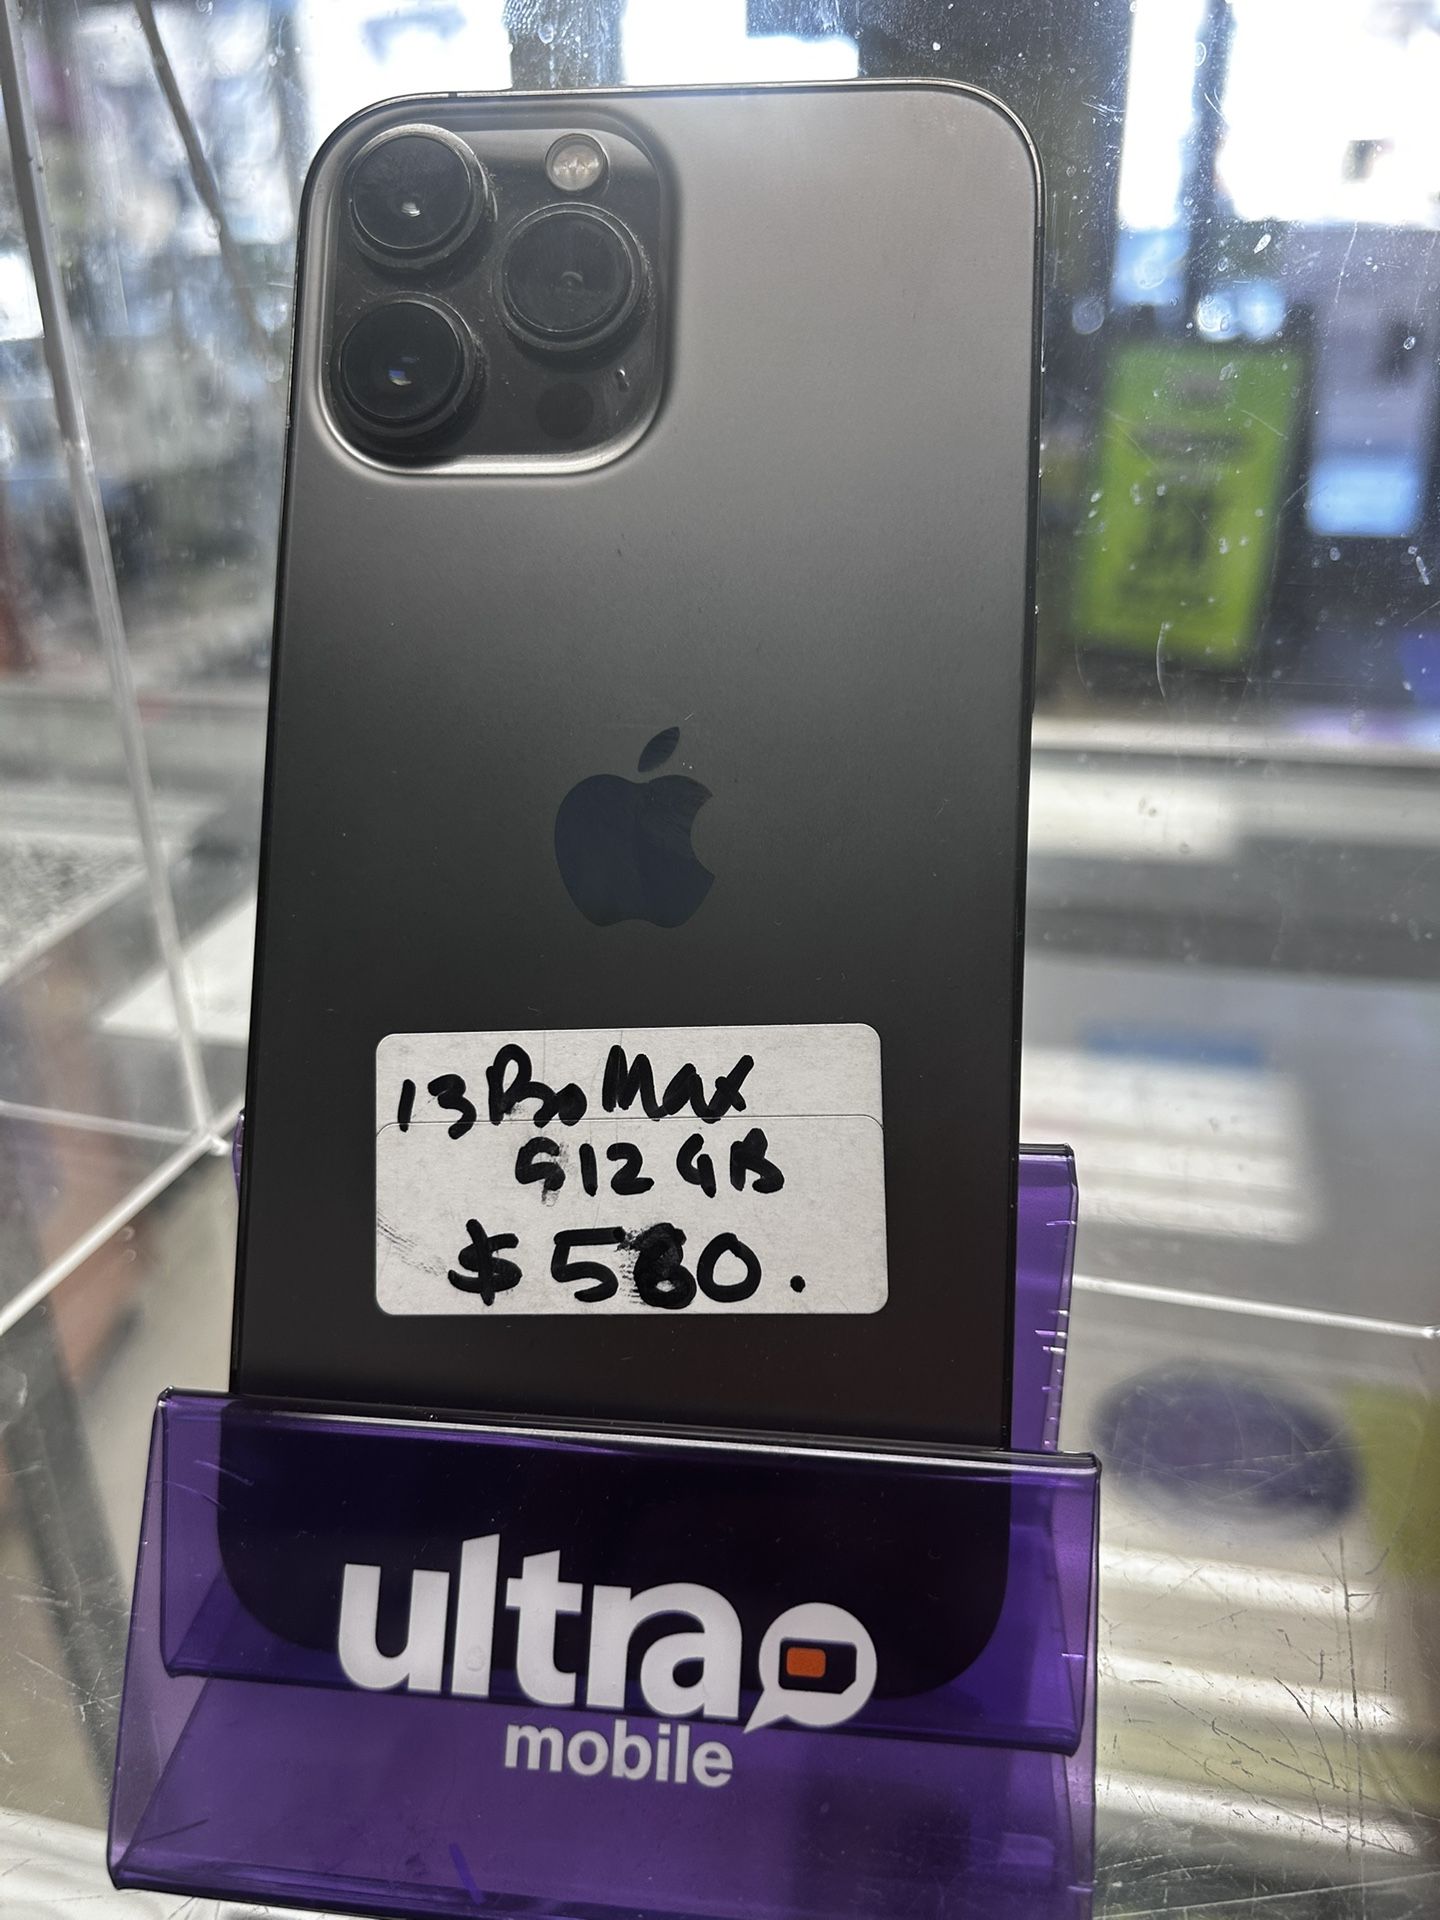 13 Pro Max
512 GB
$ 580.
ultra
mobile